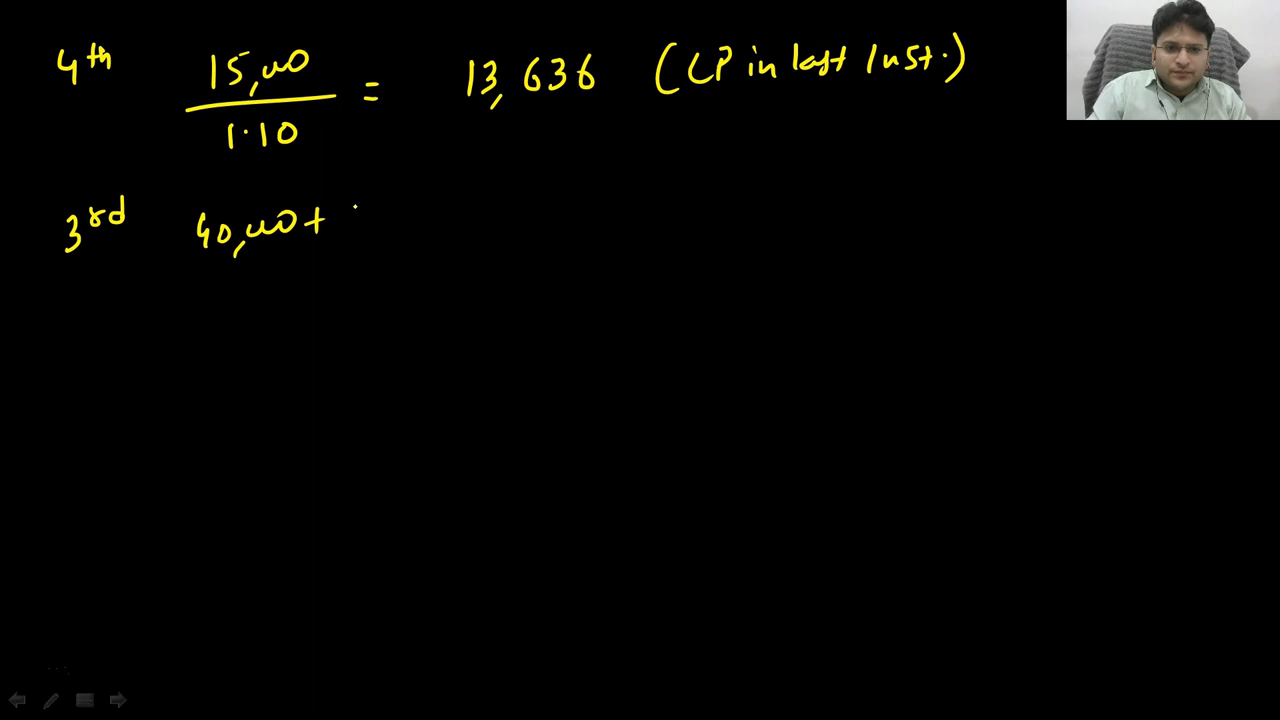 4th 15,000
1.10 = 13,636 (CP in last Inst.)
3rd 40,000 +